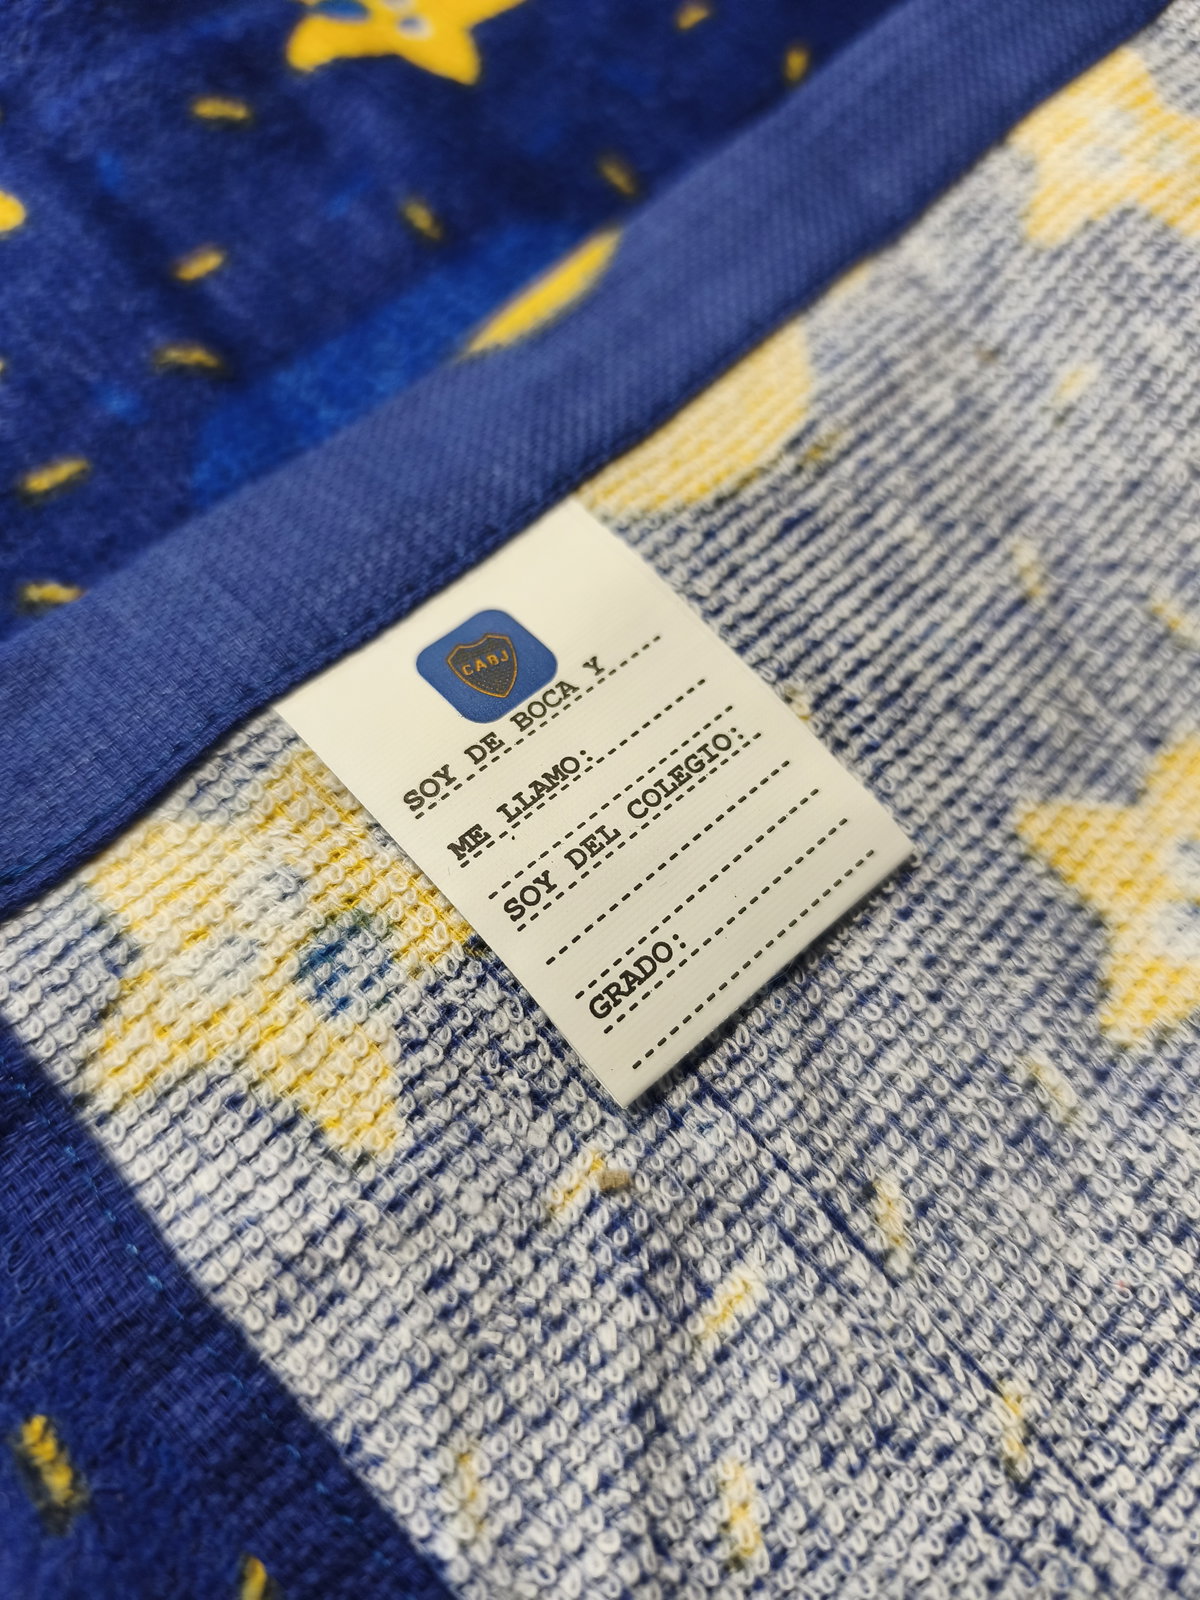 CABJ
SOY DE BOCA Y
ME LLAMO:
SOY DEL COLEGIO:
GRADO: